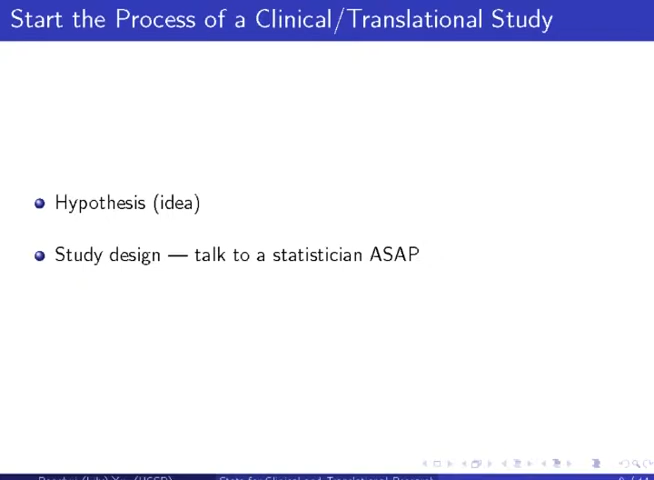 Start the Process of a Clinical/Translational Study
Hypothesis (idea)
Study design — talk to a statistician ASAP